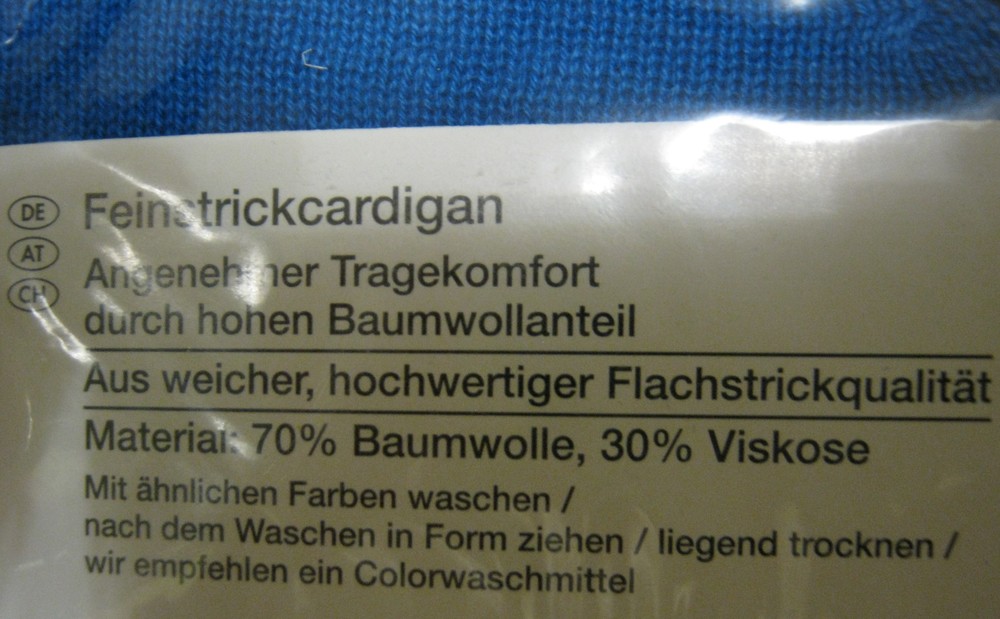 DE Feinstrickcardigan
AT
Angenehmer Tragekomfort
CH
durch hohen Baumwollanteil
Aus weicher, hochwertiger Flachstrickqualität
Material: 70% Baumwolle, 30% Viskose
Mit ähnlichen Farben waschen /
nach dem Waschen in Form ziehen / liegend trocknen /
wir empfehlen ein Colorwaschmittel